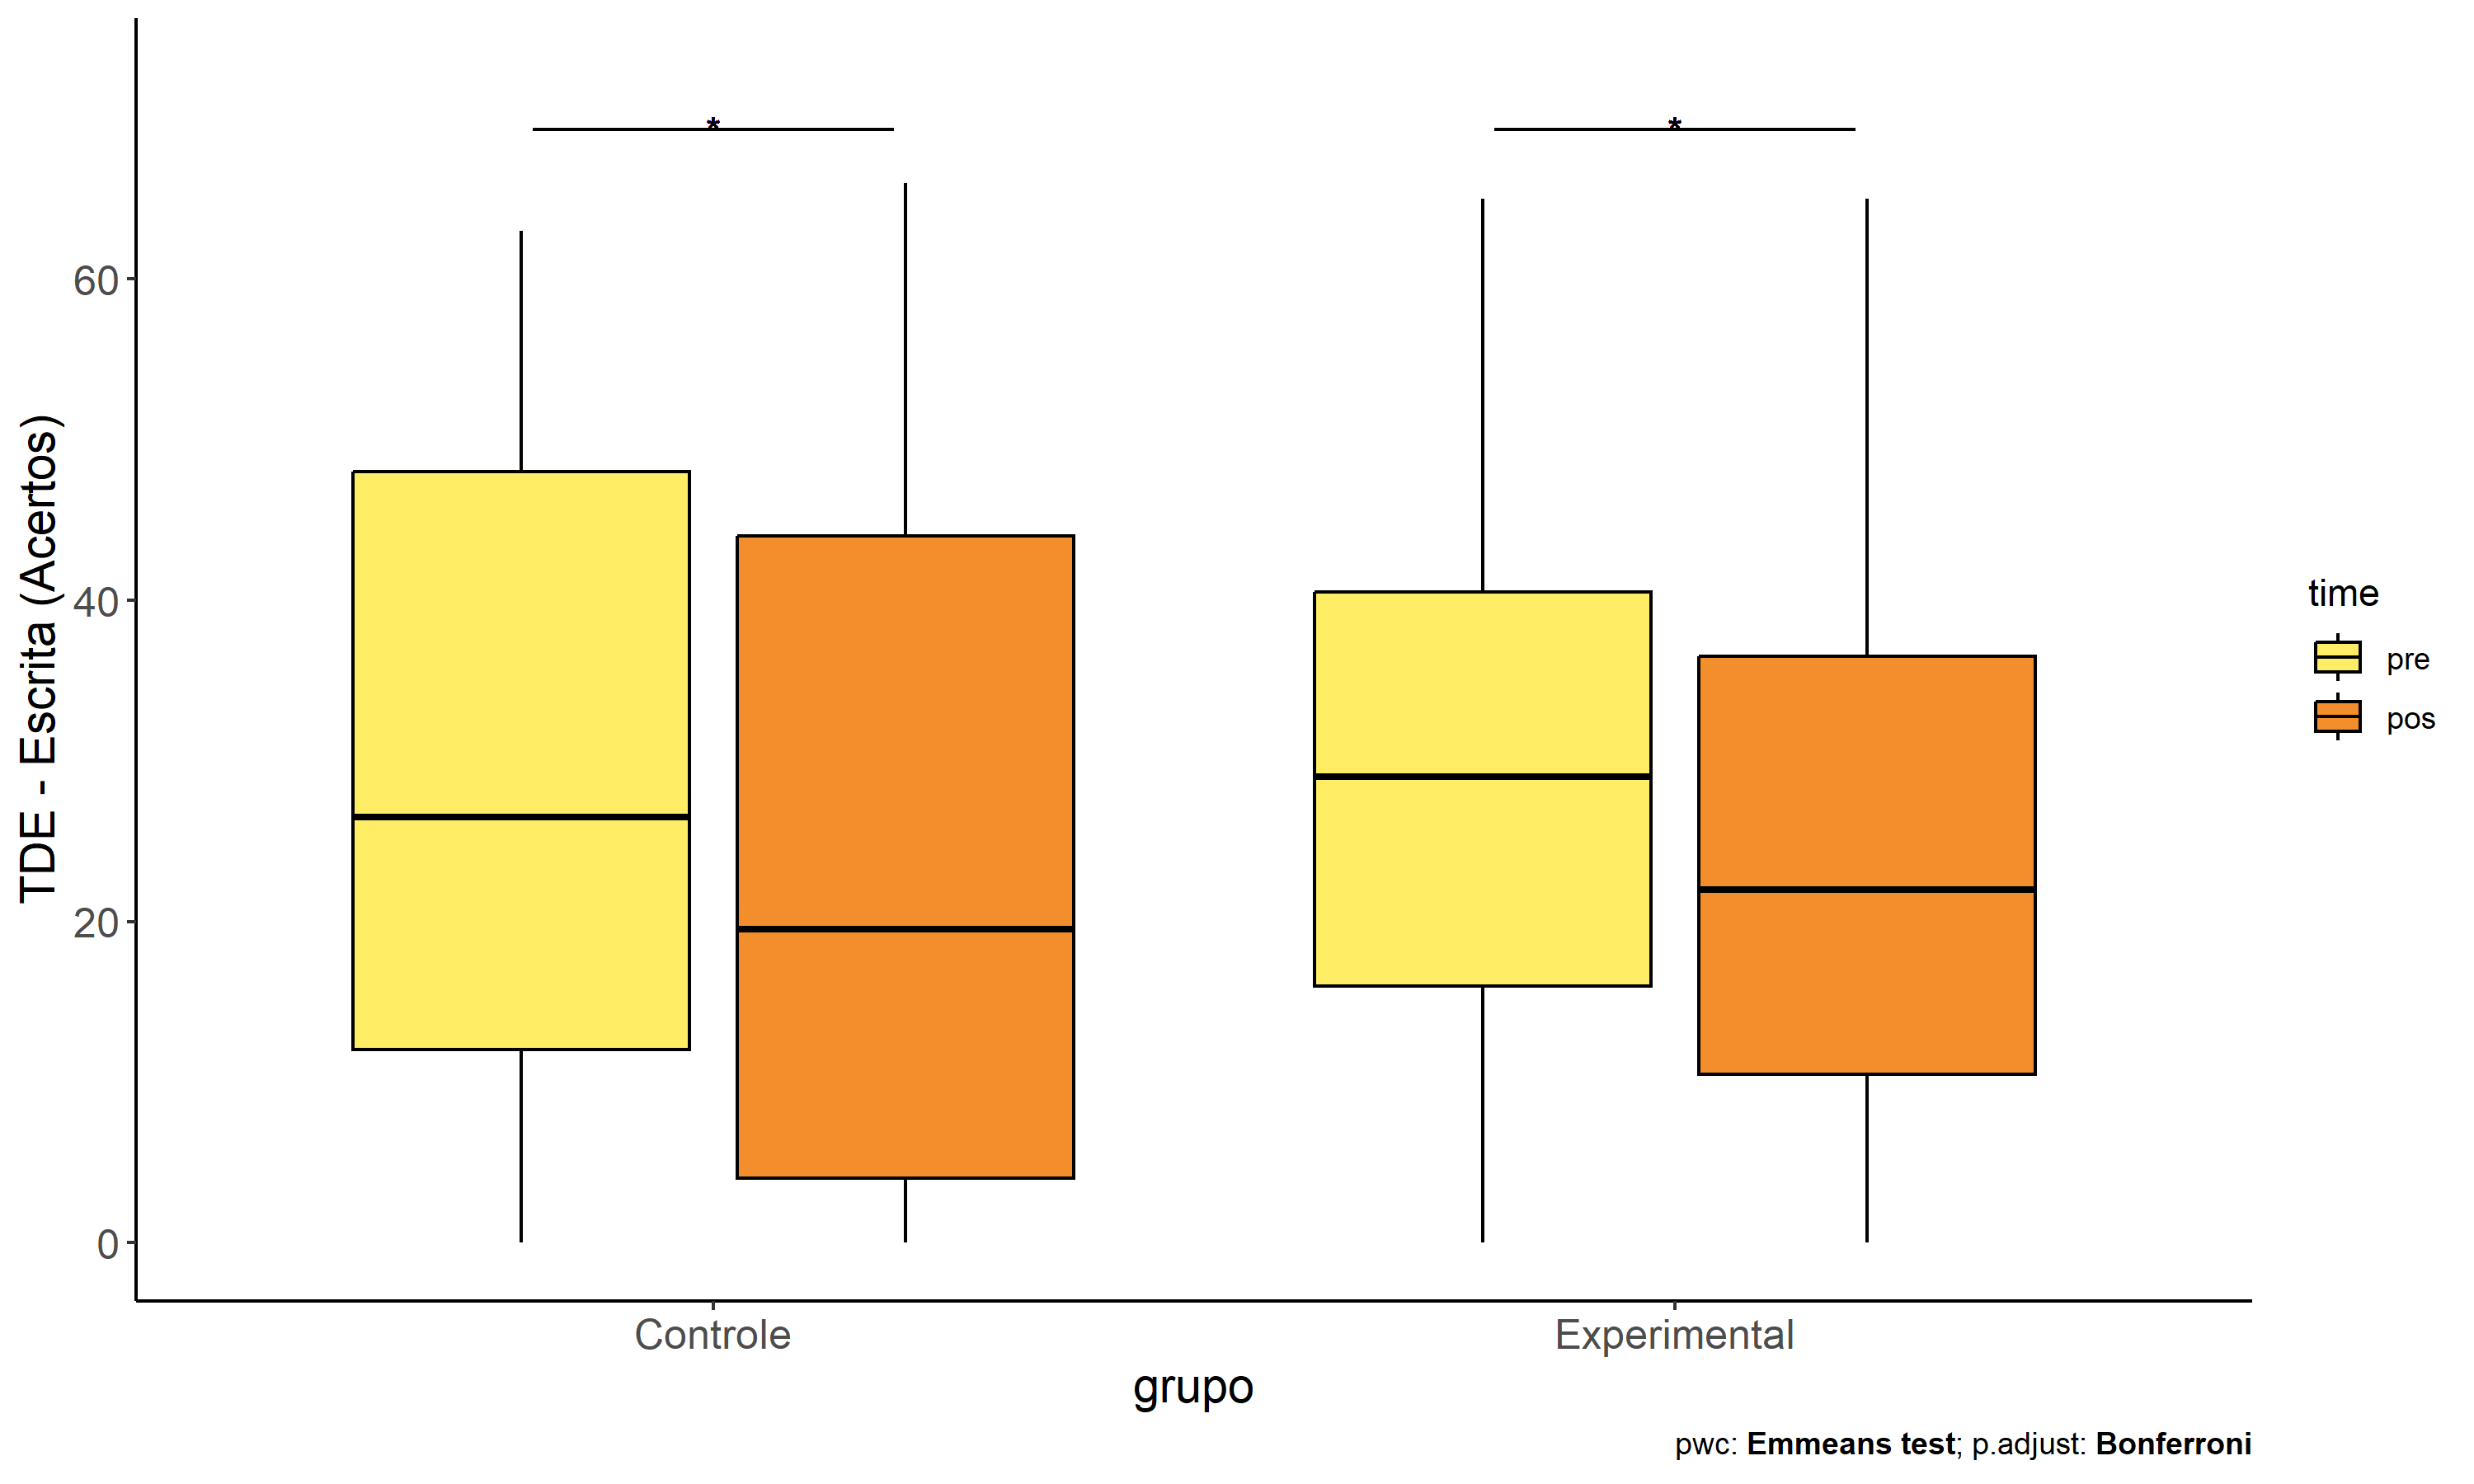 *
*
60
40
20
0
TDE - Escrita (Acertos)
time
pre
pos
Controle
Experimental
grupo
pwc: Emmeans test; p.adjust: Bonferroni